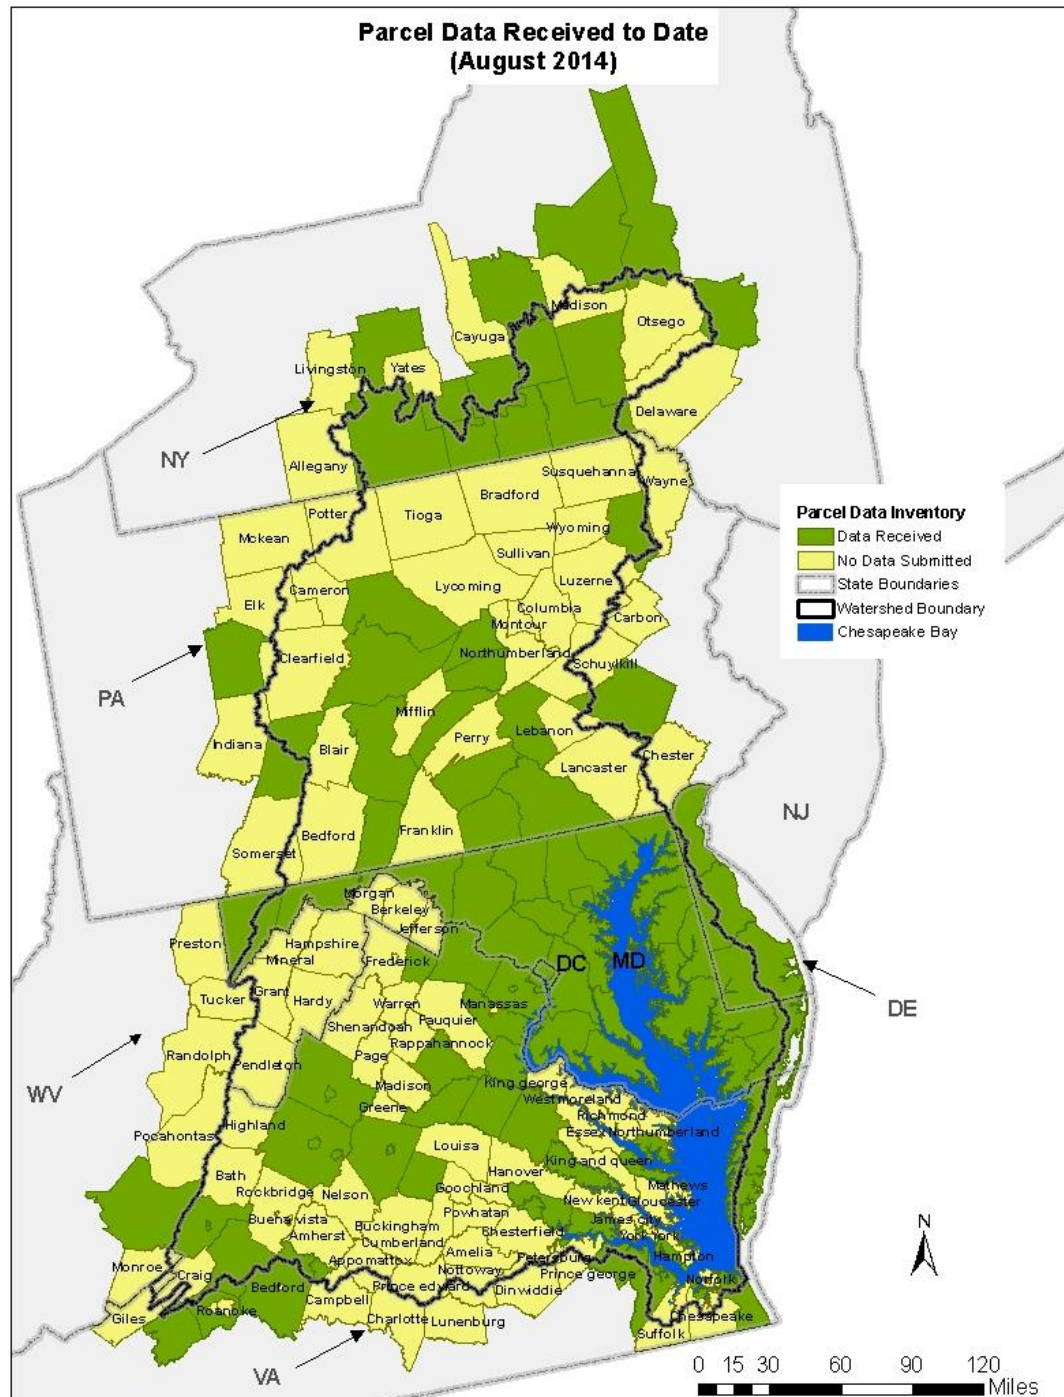 Parcel Data Received to Date
(August 2014)
Madison
Otsego
Cayuga
Livingston
Yates
Delaware
NY
Allegany
Susquehanna
Wayne
Bradford
Potter
Tioga
Wyoming
Mckean
Sullivan
Cameron
Lycoming
Luzerne
Elk
Columbia
Carbon
Montour
Clearfield
Northumberland
Schuylkill
PA
Mifflin
Indiana
Blair
Perry
Lebanon
Chester
Lancaster
NJ
Bedford
Franklin
Somerset
Parcel Data Inventory
Data Received
No Data Submitted
State Boundaries
Watershed Boundary
Chesapeake Bay
Morgan
Berkeley
Jefferson
Preston
Hampshire
Mineral
Frederick
DC
MD
Tucker
Grant
Hardy
Warren
Manassas
DE
Fauquier
Shenandoah
Rappahannock
Randolph
Page
Pendleton
Madison
King george
WV
Greene
Westmoreland
Richmond
Highland
Essex
Northumberland
Pocahontas
Louisa
King and queen
Hanover
Bath
Mathews
Rockbridge
Nelson
Goochland
New kent
Gloucester
Powhatan
Buena vista
James city
Buckingham
Chesterfield
York
York
Amherst
Cumberland
Amelia
Hampton
Appomattox
Petersburg
Monroe
Craig
Nottoway
Prince george
Norfolk
Bedford
Prince edward
Dinwiddie
Campbell
Roanoke
Giles
Charlotte
Lunenburg
Chesapeake
Suffolk
VA
N
0 15 30 60 90 120
Miles